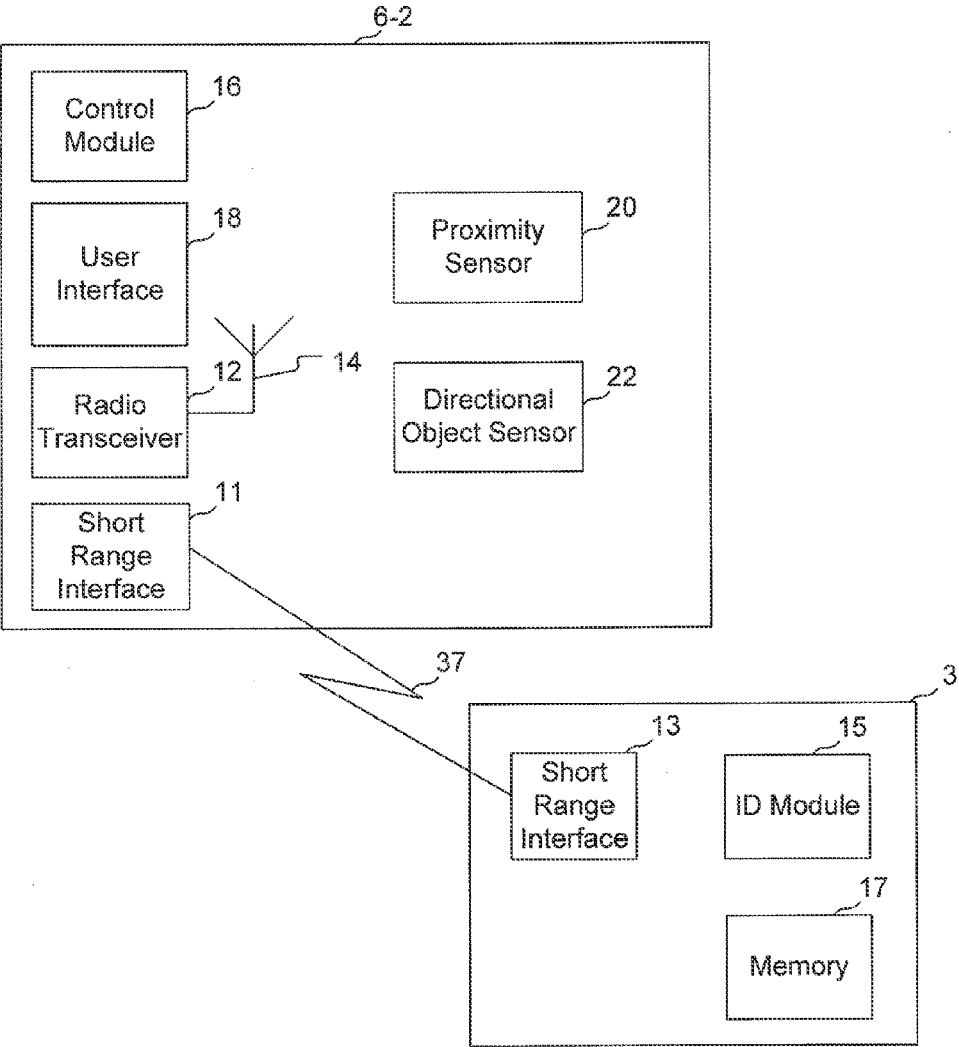 6-2
Control
Module
16
User
Interface
18
Radio
Transceiver
12
14
Short
Range
Interface
11
Proximity
Sensor
20
Directional
Object Sensor
22
37
3
Short
Range
Interface
13
ID Module
15
Memory
17